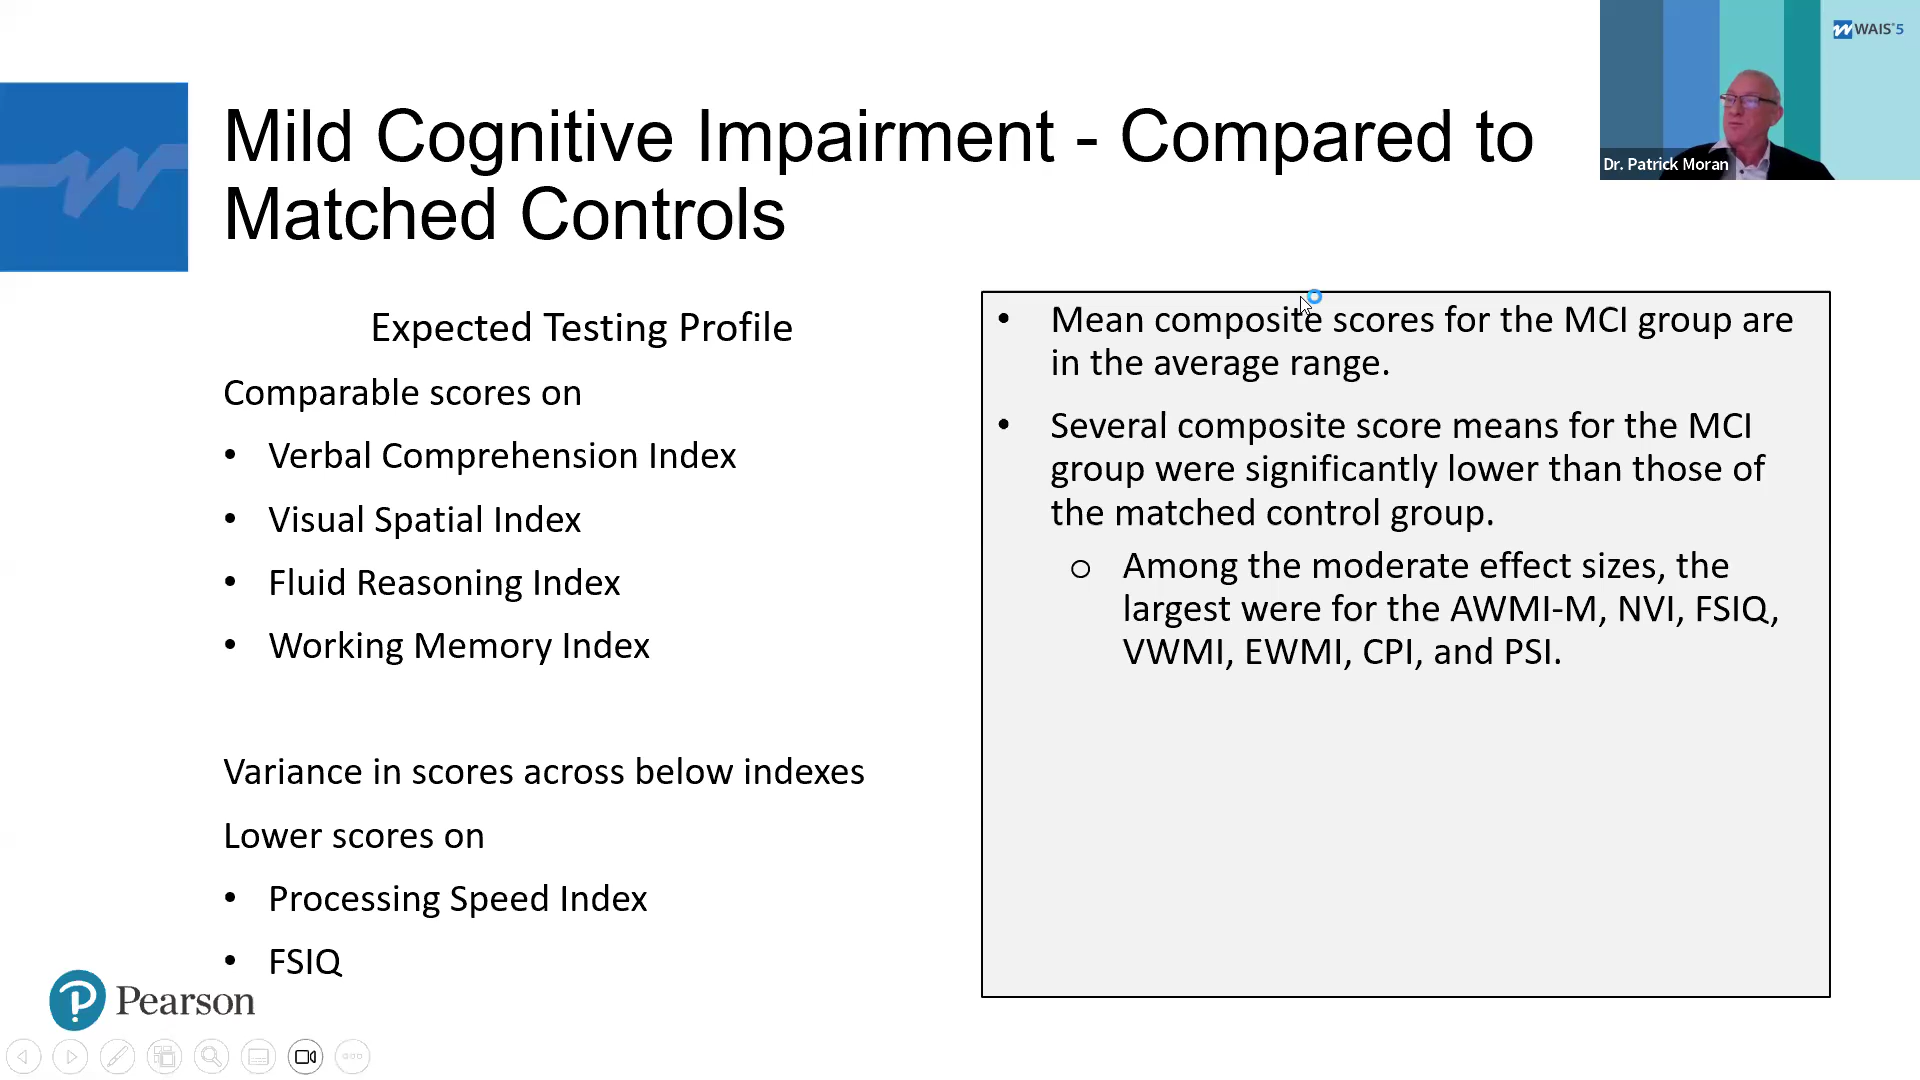 WAIS®5
Dr. Patrick Moran
Mild Cognitive Impairment - Compared to
Matched Controls
Expected Testing Profile
Comparable scores on
• Verbal Comprehension Index
• Visual Spatial Index
• Fluid Reasoning Index
• Working Memory Index
Variance in scores across below indexes
Lower scores on
• Processing Speed Index
• FSIQ
• Mean composite scores for the MCI group are
in the average range.
• Several composite score means for the MCI
group were significantly lower than those of
the matched control group.
o Among the moderate effect sizes, the
largest were for the AWMI-M, NVI, FSIQ,
VWMI, EWMI, CPI, and PSI.
Pearson